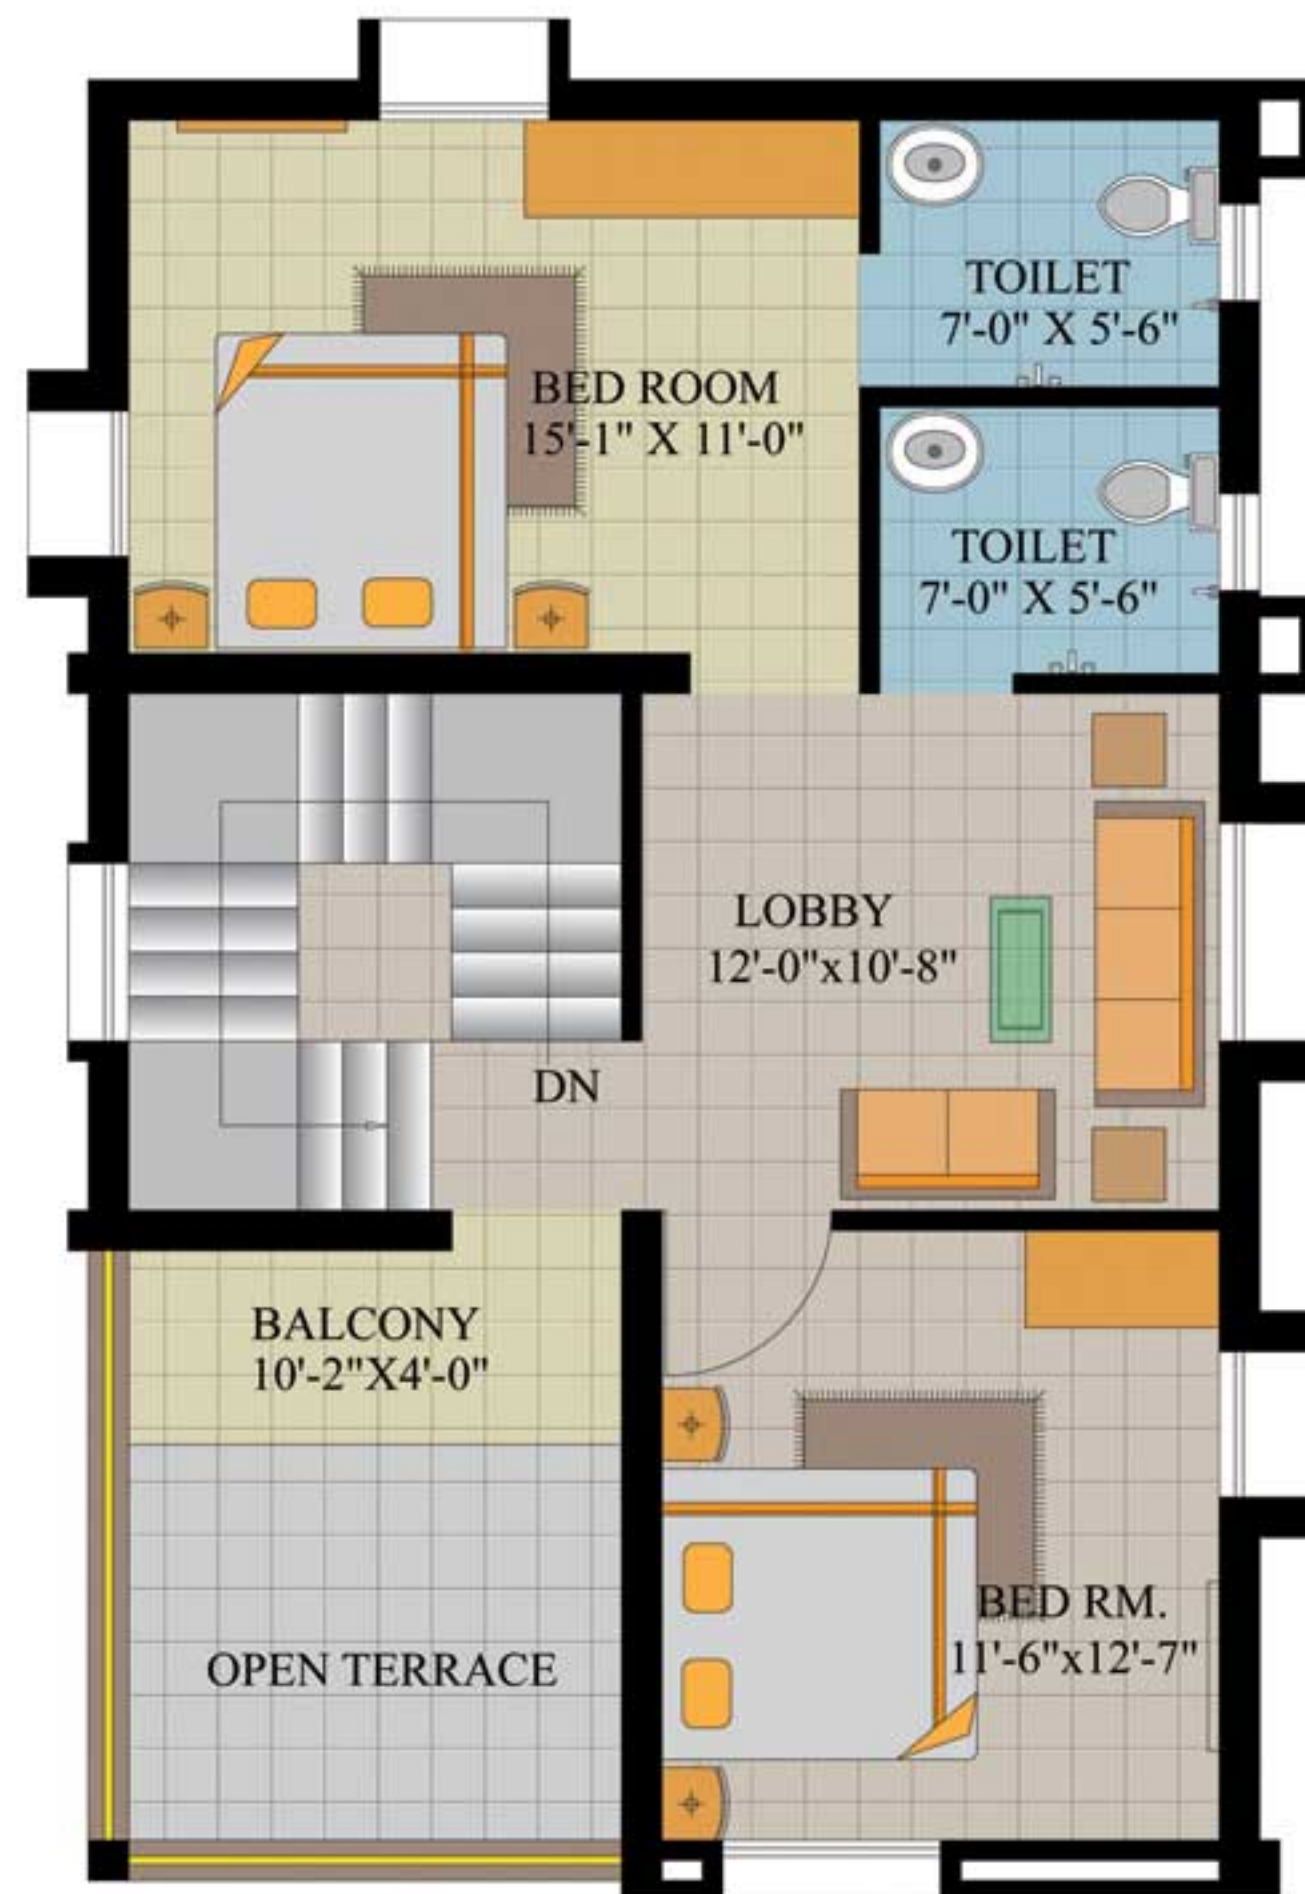 TOILET
7'-0" X 5'-6"
BED ROOM
15'-1" X 11'-0"
TOILET
7'-0" X 5'-6"
LOBBY
12'-0"x10'-8"
DN
BALCONY
10'-2"X4'-0"
BED RM.
11'-6"x12'-7"
OPEN TERRACE